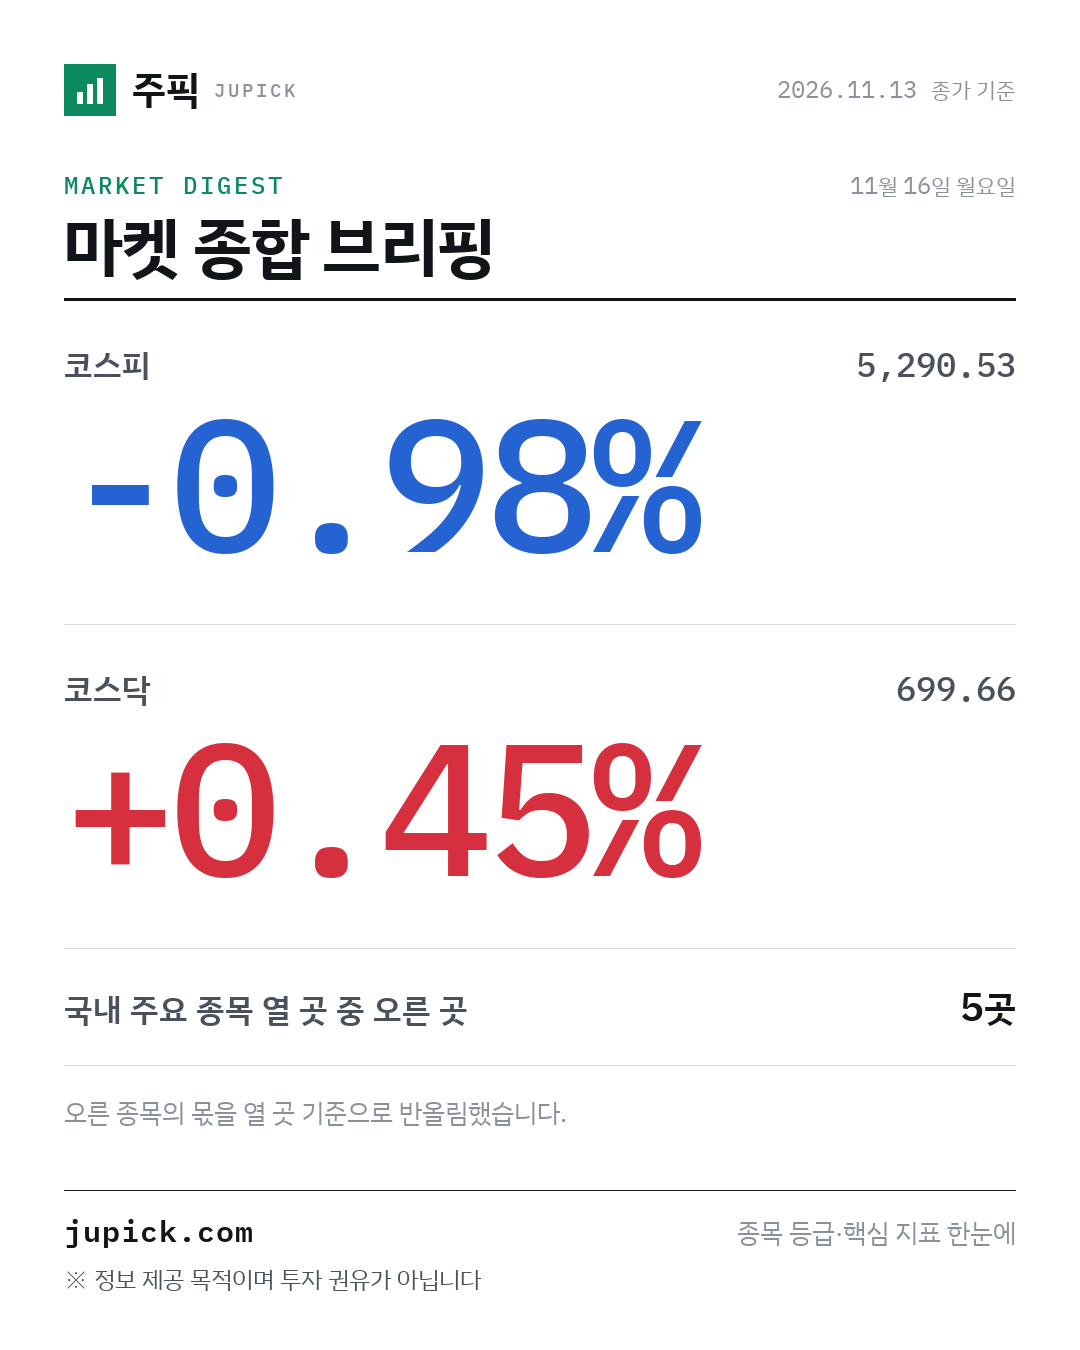 주픽 JUPICK 2026.11.13 종가 기준
MARKET DIGEST 11월 16일 월요일
마켓 종합 브리핑
코스피 5,290.53
-0.98%
코스닥 699.66
+0.45%
국내 주요 종목 열 곳 중 오른 곳 5곳
오른 종목의 몫을 열 곳 기준으로 반올림했습니다.
jupick.com 종목 등급·핵심 지표 한눈에
※ 정보 제공 목적이며 투자 권유가 아닙니다